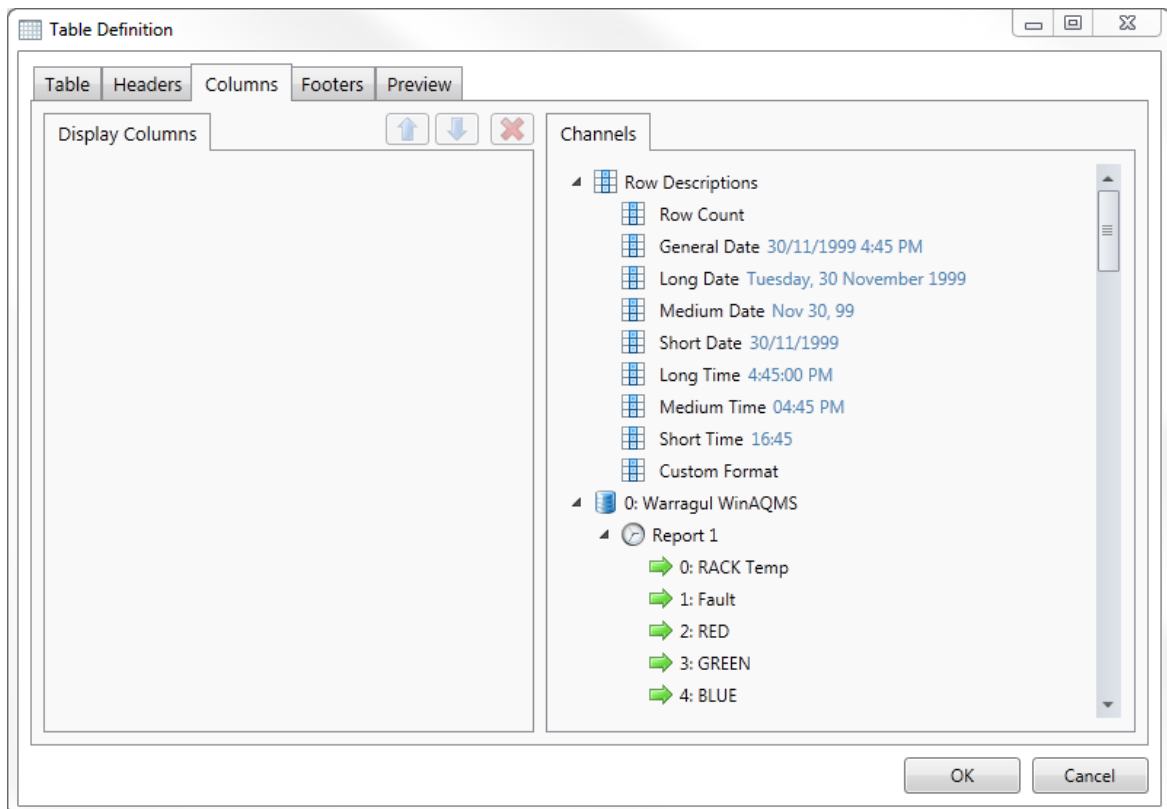 Table Definition
Table Headers Columns Footers Preview
Display Columns
Channels
Row Descriptions
Row Count
General Date 30/11/1999 4:45 PM
Long Date Tuesday, 30 November 1999
Medium Date Nov 30, 99
Short Date 30/11/1999
Long Time 4:45:00 PM
Medium Time 04:45 PM
Short Time 16:45
Custom Format
0: Warragul WinAQMS
Report 1
0: RACK Temp
1: Fault
2: RED
3: GREEN
4: BLUE
OK Cancel